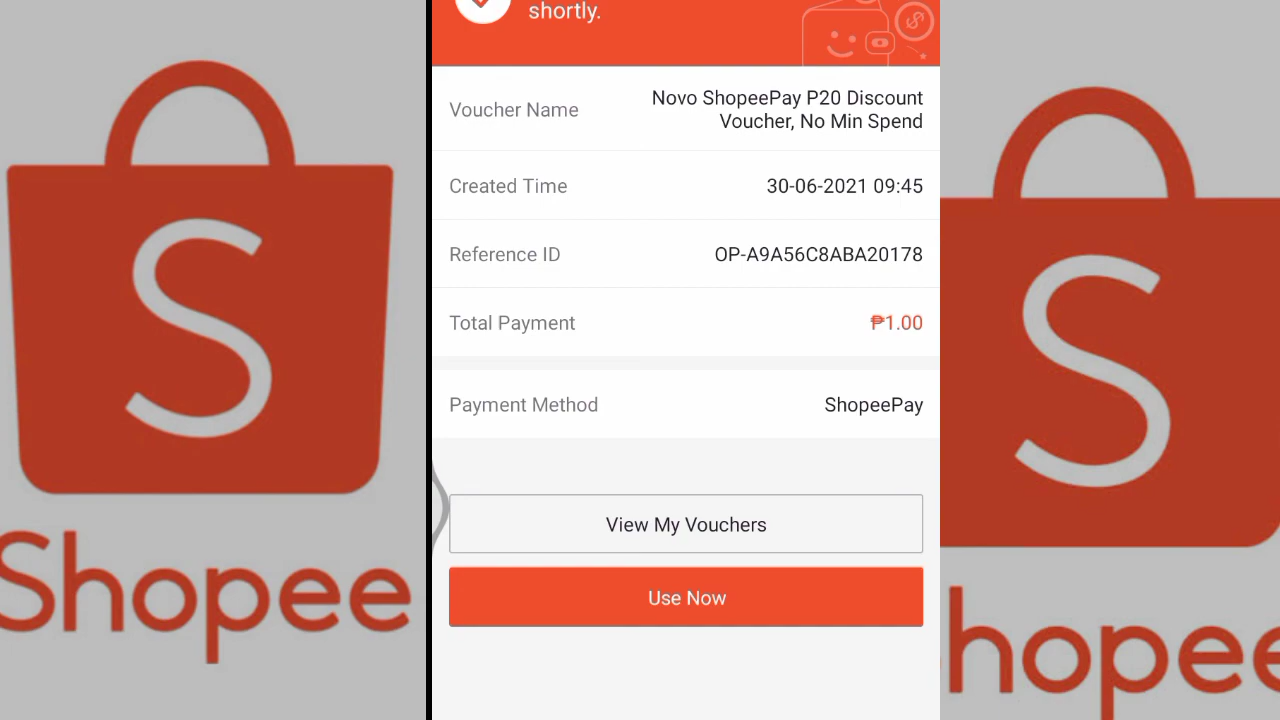 shortly.
Voucher Name
Novo ShopeePay P20 Discount
Voucher, No Min Spend
Created Time
30-06-2021 09:45
Reference ID
OP-A9A56C8ABA20178
Total Payment
₱1.00
Payment Method
ShopeePay
View My Vouchers
Use Now
S
Shopee
S
hopee